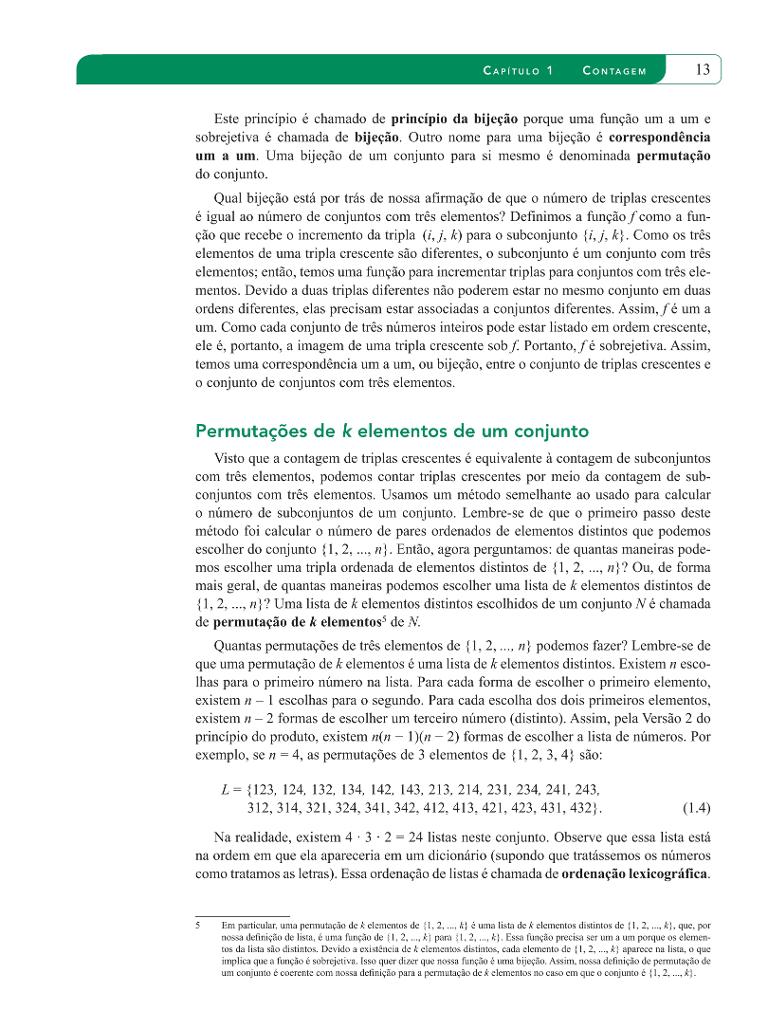 CAPÍTULO 1 CONTAGEM 13
Este princípio é chamado de princípio da bijeção porque uma função um a um e
sobrejetiva é chamada de bijeção. Outro nome para uma bijeção é correspondência
um a um. Uma bijeção de um conjunto para si mesmo é denominada permutação
do conjunto.
Qual bijeção está por trás de nossa afirmação de que o número de triplas crescentes
é igual ao número de conjuntos com três elementos? Definimos a função f como a fun-
ção que recebe o incremento da tripla (i, j, k) para o subconjunto {i, j, k}. Como os três
elementos de uma tripla crescente são diferentes, o subconjunto é um conjunto com três
elementos; então, temos uma função para incrementar triplas para conjuntos com três ele-
mentos. Devido a duas triplas diferentes não poderem estar no mesmo conjunto em duas
ordens diferentes, elas precisam estar associadas a conjuntos diferentes. Assim, f é um a
um. Como cada conjunto de três números inteiros pode estar listado em ordem crescente,
ele é, portanto, a imagem de uma tripla crescente sob f. Portanto, f é sobrejetiva. Assim,
temos uma correspondência um a um, ou bijeção, entre o conjunto de triplas crescentes e
o conjunto de conjuntos com três elementos.
Permutações de k elementos de um conjunto
Visto que a contagem de triplas crescentes é equivalente à contagem de subconjuntos
com três elementos, podemos contar triplas crescentes por meio da contagem de sub-
conjuntos com três elementos. Usamos um método semelhante ao usado para calcular
o número de subconjuntos de um conjunto. Lembre-se de que o primeiro passo deste
método foi calcular o número de pares ordenados de elementos distintos que podemos
escolher do conjunto {1, 2, ..., n}. Então, agora perguntamos: de quantas maneiras pode-
mos escolher uma tripla ordenada de elementos distintos de {1, 2, ..., n}? Ou, de forma
mais geral, de quantas maneiras podemos escolher uma lista de k elementos distintos de
{1, 2, ..., n}? Uma lista de k elementos distintos escolhidos de um conjunto N é chamada
de permutação de k elementos⁵ de N.
Quantas permutações de três elementos de {1, 2, ..., n} podemos fazer? Lembre-se de
que uma permutação de k elementos é uma lista de k elementos distintos. Existem n esco-
lhas para o primeiro número na lista. Para cada forma de escolher o primeiro elemento,
existem n – 1 escolhas para o segundo. Para cada escolha dos dois primeiros elementos,
existem n – 2 formas de escolher um terceiro número (distinto). Assim, pela Versão 2 do
princípio do produto, existem n(n − 1)(n − 2) formas de escolher a lista de números. Por
exemplo, se n = 4, as permutações de 3 elementos de {1, 2, 3, 4} são:
L = {123, 124, 132, 134, 142, 143, 213, 214, 231, 234, 241, 243,
312, 314, 321, 324, 341, 342, 412, 413, 421, 423, 431, 432}. (1.4)
Na realidade, existem 4 · 3 · 2 = 24 listas neste conjunto. Observe que essa lista está
na ordem em que ela apareceria em um dicionário (supondo que tratássemos os números
como tratamos as letras). Essa ordenação de listas é chamada de ordenação lexicográfica.
5 Em particular, uma permutação de k elementos de {1, 2, ..., k} é uma lista de k elementos distintos de {1, 2, ..., k}, que, por
nossa definição de lista, é uma função de {1, 2, ..., k} para {1, 2, ..., k}. Essa função precisa ser um a um porque os elemen-
tos da lista são distintos. Devido a existência de k elementos distintos, cada elemento de {1, 2, ..., k} aparece na lista, o que
implica que a função é sobrejetiva. Isso quer dizer que nossa função é uma bijeção. Assim, nossa definição de permutação de
um conjunto é coerente com nossa definição para a permutação de k elementos no caso em que o conjunto é {1, 2, ..., k}.